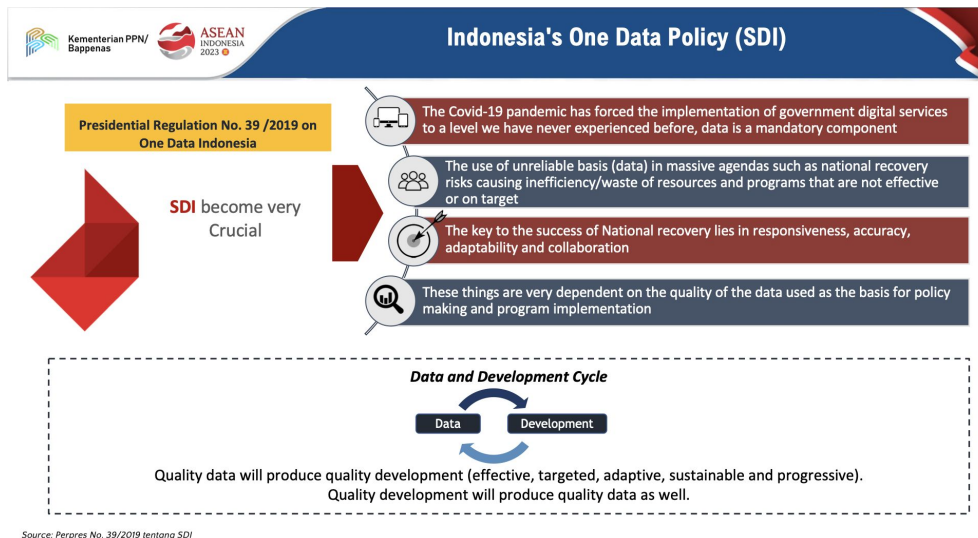 Kementerian PPN/
Bappenas
ASEAN
INDONESIA
2023
Indonesia's One Data Policy (SDI)
Presidential Regulation No. 39 /2019 on
One Data Indonesia
SDI become very
Crucial
The Covid-19 pandemic has forced the implementation of government digital services
to a level we have never experienced before, data is a mandatory component
The use of unreliable basis (data) in massive agendas such as national recovery
risks causing inefficiency/waste of resources and programs that are not effective
or on target
The key to the success of National recovery lies in responsiveness, accuracy,
adaptability and collaboration
These things are very dependent on the quality of the data used as the basis for policy
making and program implementation
Data and Development Cycle
Data
Development
Quality data will produce quality development (effective, targeted, adaptive, sustainable and progressive).
Quality development will produce quality data as well.
Source: Perpres No. 39/2019 tentang SDI